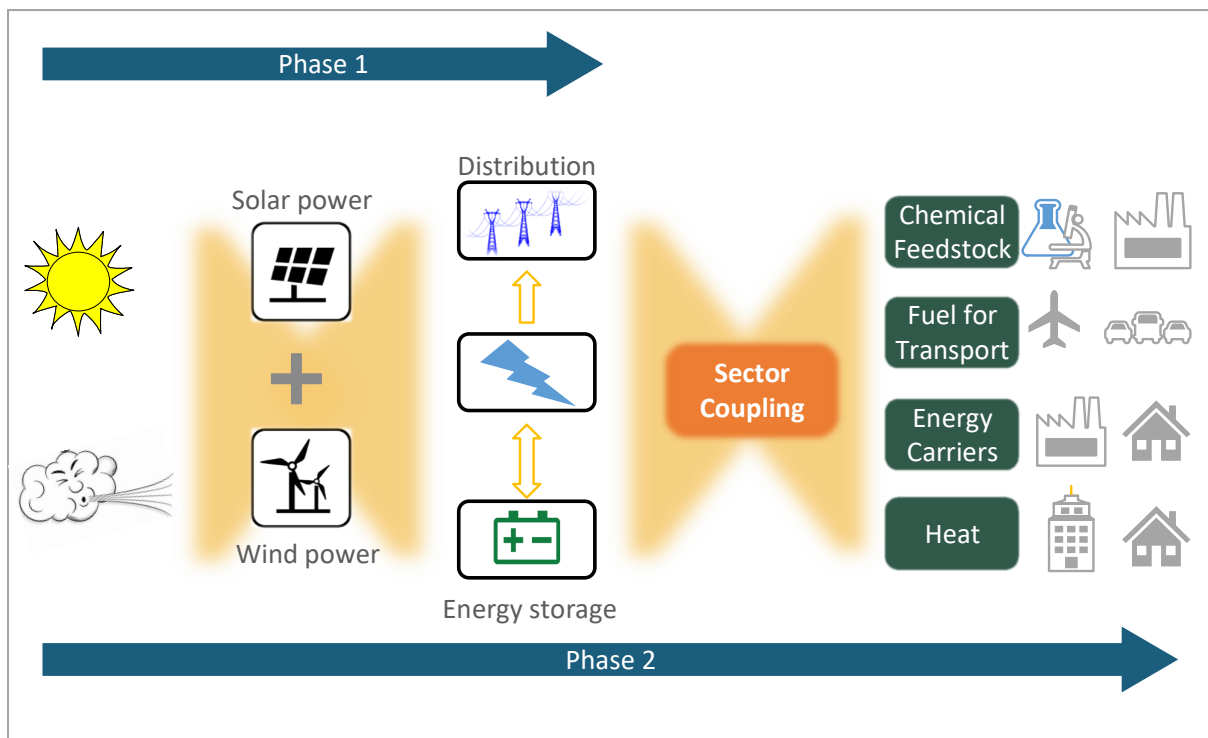 Phase 1
Distribution
Solar power
Chemical
Feedstock
Fuel for
Transport
Sector
Coupling
Energy
Carriers
Heat
Wind power
Energy storage
Phase 2